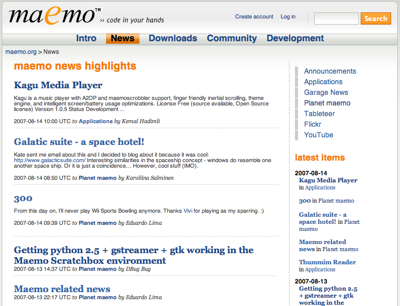 maemo™
›› code in your hands
Create account
Log in
Search
Intro
News
Downloads
Community
Development
maemo.org > News
maemo news highlights
Kagu Media Player
Kagu is a music player with A2DP and maemoscrobbler support, finger friendly inertial scrolling, theme
engine, and intelligent screen/battery usage optimizations. License Free (source available, Open Source
license) Version 1.0.5 Status Development ...
2007-08-14 10:00 UTC to Applications by Kemal Hadimli
Galactic suite - a space hotel!
Kate sent me email about this and I decided to blog about it because it was cool:
http://www.galacticsuite.com/ Interesting similarities in the spaceship concept - windows do resemble one
another space ship. Or it is just a coincidence... However, cool stuff (IMO).
2007-08-14 08:50 UTC to Planet maemo by Karoliina Salminen
300
From this day on, I'll never play Wii Sports Bowling anymore. Thanks Vivi for playing as my sparring. :)
2007-08-14 09:39 UTC to Planet maemo by Eduardo Lima
Getting python 2.5 + gstreamer + gtk working in the
Maemo Scratchbox environment
2007-08-13 14:37 UTC to Planet maemo by DBug Bug
Maemo related news
2007-08-13 22:17 UTC to Planet maemo by Eduardo Lima
Announcements
Applications
Garage News
Planet maemo
Tableteer
Flickr
YouTube
latest items
2007-08-14
Kagu Media Player
in Applications
300 in Planet maemo
Galactic suite - a
space hotel! in Planet
maemo
Maemo related
news in Planet maemo
Thummim Reader
in Applications
2007-08-13
Getting python 2.5
+ gstreamer + gtk
working in the